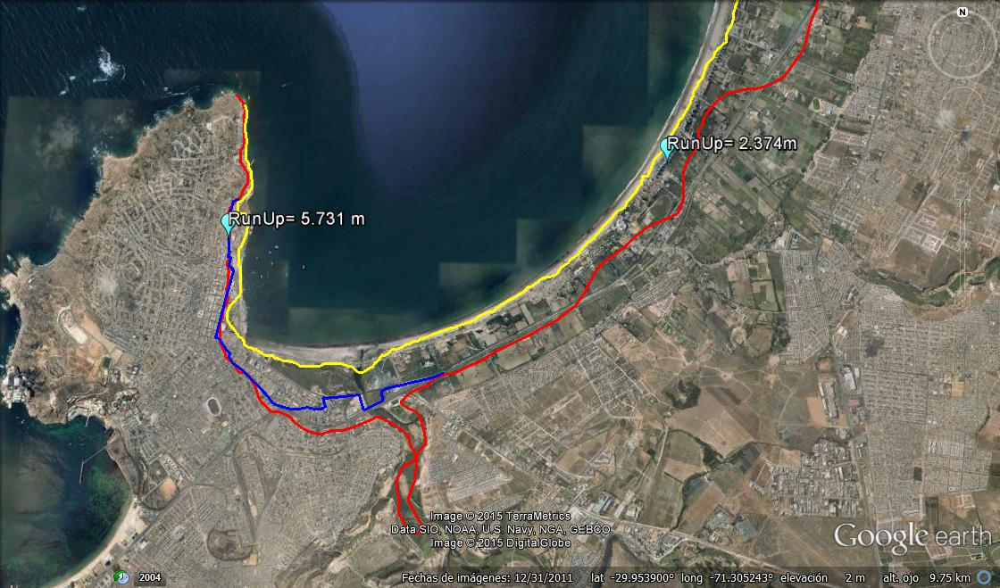 N
RunUp= 2.374m
RunUp= 5.731 m
Image © 2015 TerraMetrics
Data SIO, NOAA, U.S. Navy, NGA, GEBCO
Image © 2015 DigitalGlobe
Google earth
2004
Fechas de imágenes: 12/31/2011 lat -29.953900° long -71.305243° elevación 2 m alt. ojo 9.75 km